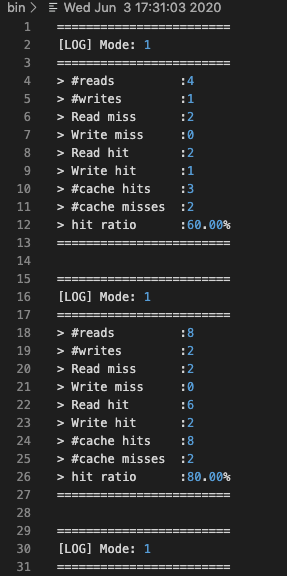 bin > Wed Jun  3 17:31:03 2020
1 ========================
2 [LOG] Mode: 1
3 ========================
4 > #reads         :4
5 > #writes        :1
6 > Read miss      :2
7 > Write miss     :0
8 > Read hit       :2
9 > Write hit      :1
10 > #cache hits    :3
11 > #cache misses  :2
12 > hit ratio      :60.00%
13 ========================
14
15 ========================
16 [LOG] Mode: 1
17 ========================
18 > #reads         :8
19 > #writes        :2
20 > Read miss      :2
21 > Write miss     :0
22 > Read hit       :6
23 > Write hit      :2
24 > #cache hits    :8
25 > #cache misses  :2
26 > hit ratio      :80.00%
27 ========================
28
29 ========================
30 [LOG] Mode: 1
31 ========================